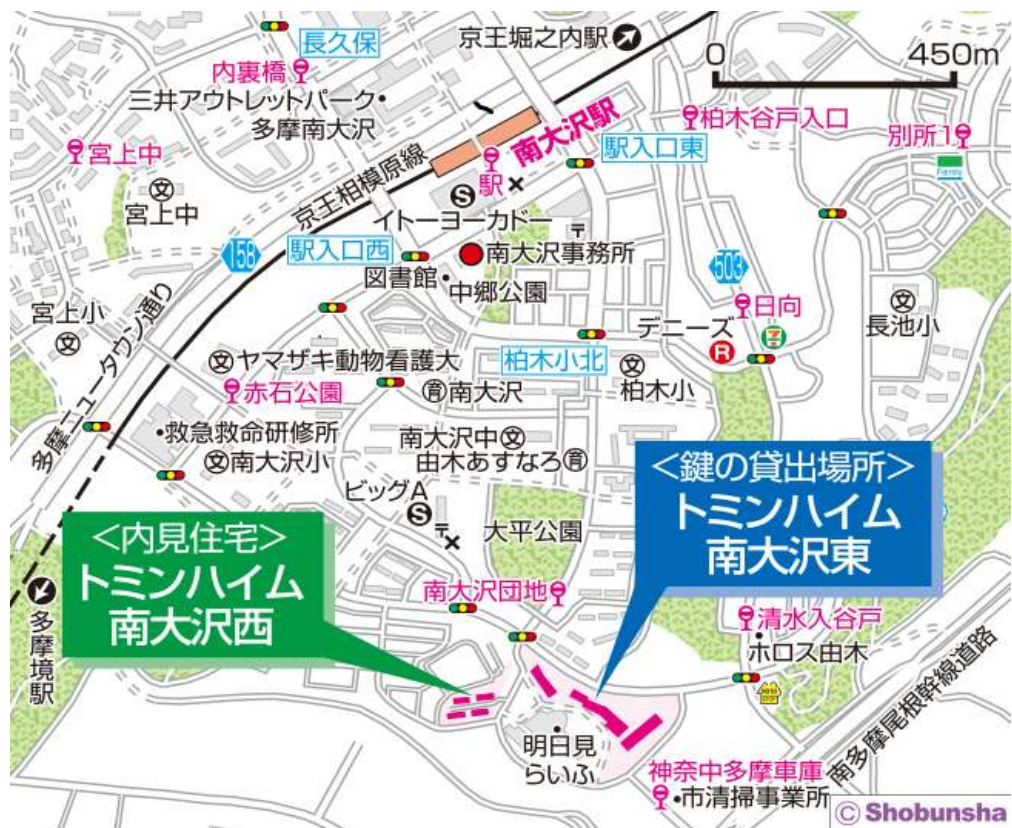 長久保
京王堀之内駅
0 450m
内裏橋
三井アウトレットパーク・
多摩南大沢
南大沢駅
柏木谷戸入口
別所1
宮上中
宮上中
京王相模原線
駅
駅入口東
Family
S
イトーヨーカドー
158
駅入口西
南大沢事務所
図書館
中郷公園
503
日向
長池小
文
宮上小
文
多摩ニュータウン通り
デニーズ
R
7
文ヤマザキ動物看護大
柏木小北
文
柏木小
赤石公園
育南大沢
救急救命研修所
文南大沢小
南大沢中文
由木あすなろ育
ビッグA
S
大平公園
<鍵の貸出場所>
トミンハイム
南大沢東
<内見住宅>
トミンハイム
南大沢西
南大沢団地
清水入谷戸
ホロス由木
多摩境駅
南多摩尾根幹線道路
明日見
らいふ
神奈中多摩車庫
市清掃事業所
© Shobunsha